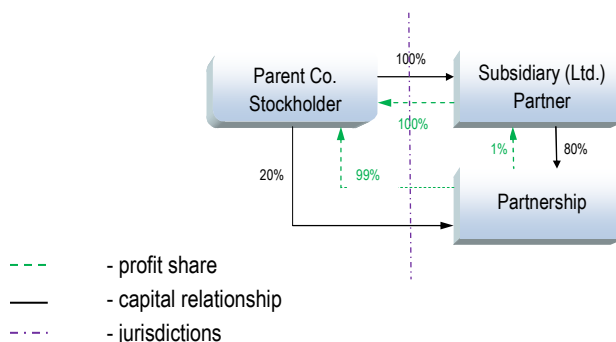 100%
Parent Co.
Stockholder
Subsidiary (Ltd.)
Partner
100%
20%
99%
1%
80%
Partnership
- profit share
- capital relationship
- jurisdictions